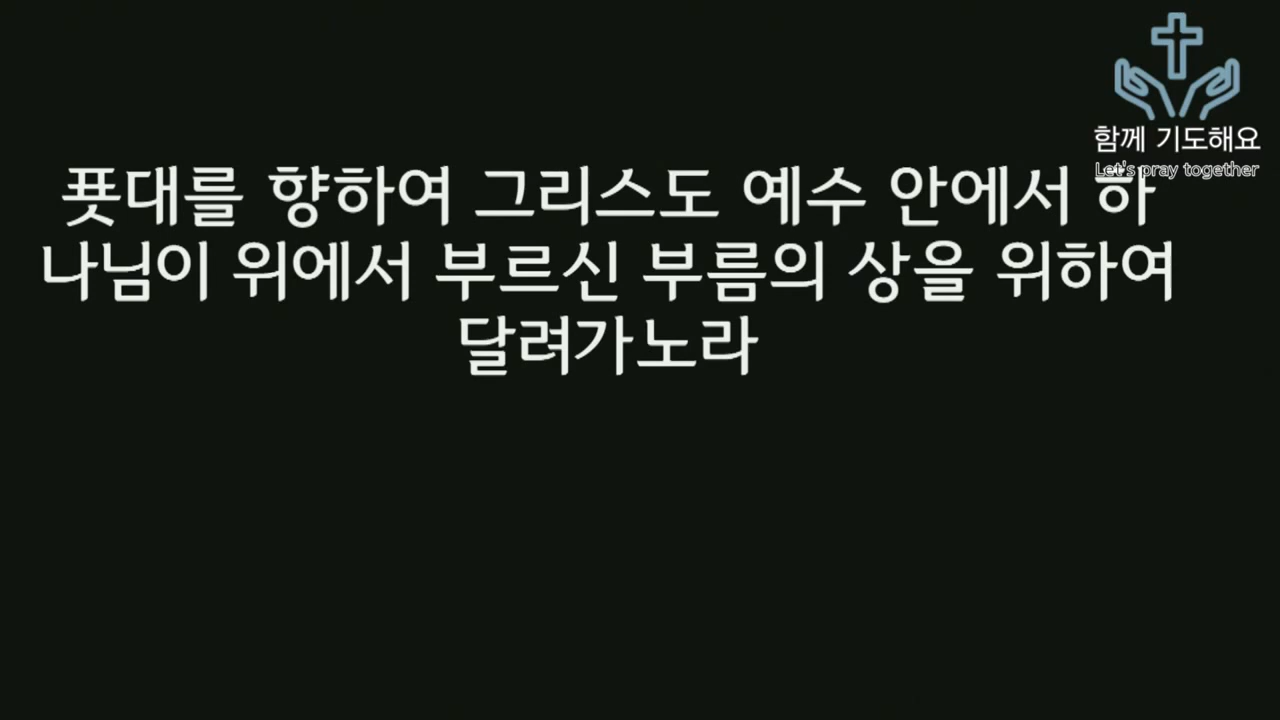 함께 기도해요
Let's pray together
푯대를 향하여 그리스도 예수 안에서 하
나님이 위에서 부르신 부름의 상을 위하여
달려가노라